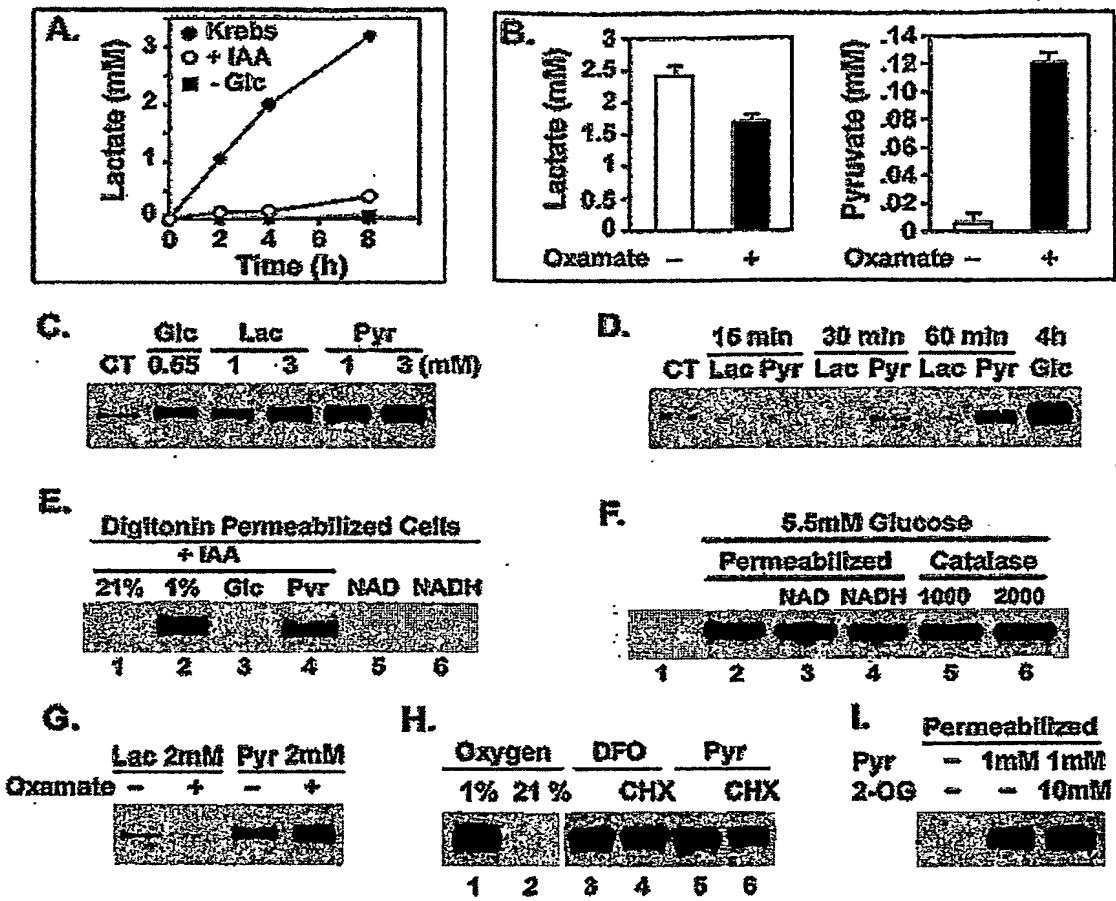 A.
Krebs
+ IAA
- Glc
Lactate (mM)
3
2
1
0
0 2 4 6 8
Time (h)
B.
Lactate (mM)
3
2.5
2
1.5
1
0.5
0
Oxamate - +
Pyruvate (mM)
.14
.12
.10
.08
.06
.04
.02
0
Oxamate - +
C.
Glc Lac Pyr
CT 0.55 1 3 1 3 (mM)
D.
15 min 30 min 60 min 4h
CT Lac Pyr Lac Pyr Lac Pyr Glc
E.
Digitonin Permeabilized Cells
+ IAA
21% 1% Glc Pyr NAD NADH
1 2 3 4 5 6
F.
5.5mM Glucose
Permeabilized Catalase
NAD NADH 1000 2000
1 2 3 4 5 6
G.
Lac 2mM Pyr 2mM
Oxamate - + - +
H.
Oxygen DFO Pyr
1% 21 % CHX CHX
1 2 3 4 5 6
I.
Permeabilized
Pyr - 1mM 1mM
2-OG - - 10mM